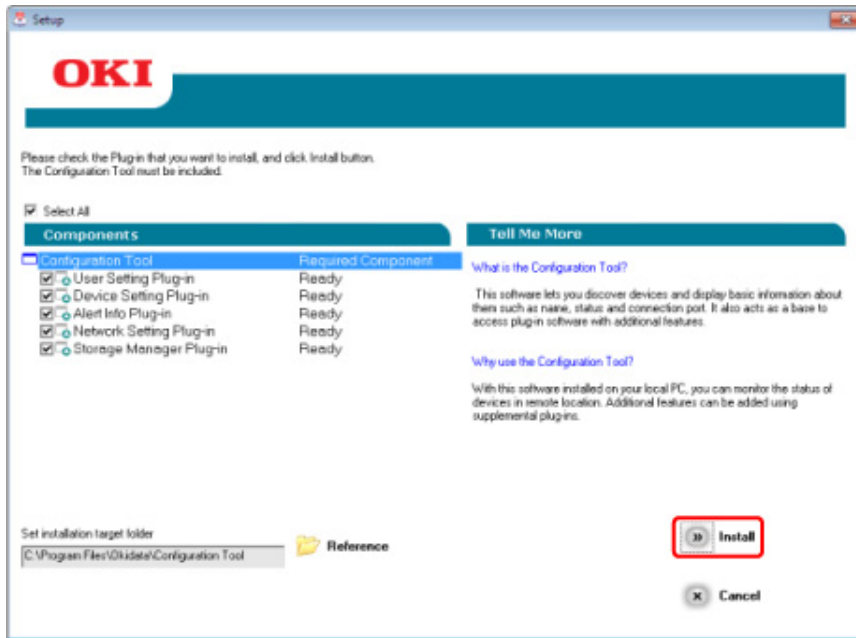 Setup
OKI
Please check the Plug-in that you want to install, and click Install button.
The Configuration Tool must be included.
Select All
Components
Configuration Tool Required Component
User Setting Plug-in Ready
Device Setting Plug-in Ready
Alert Info Plug-in Ready
Network Setting Plug-in Ready
Storage Manager Plug-in Ready
Tell Me More
What is the Configuration Tool?
This software lets you discover devices and display basic information about
them such as name, status and connection port. It also acts as a base to
access plug-in software with additional features.
Why use the Configuration Tool?
With this software installed on your local PC, you can monitor the status of
devices in remote location. Additional features can be added using
supplemental plug-ins.
Set installation target folder
C:\Program Files\Okidata\Configuration Tool
Reference
Install
Cancel